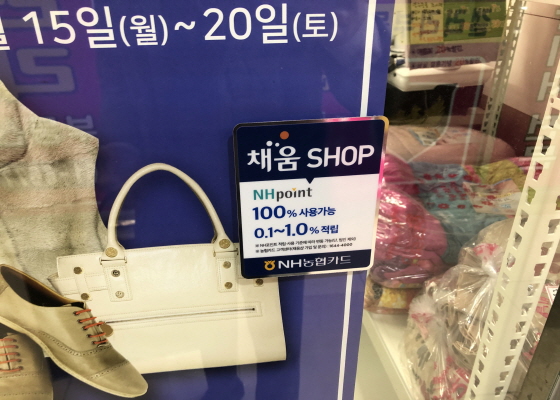 15일(월)~20일(토)
채움 SHOP
NHpoint
100% 사용가능
0.1~1.0% 적립
NH농협카드